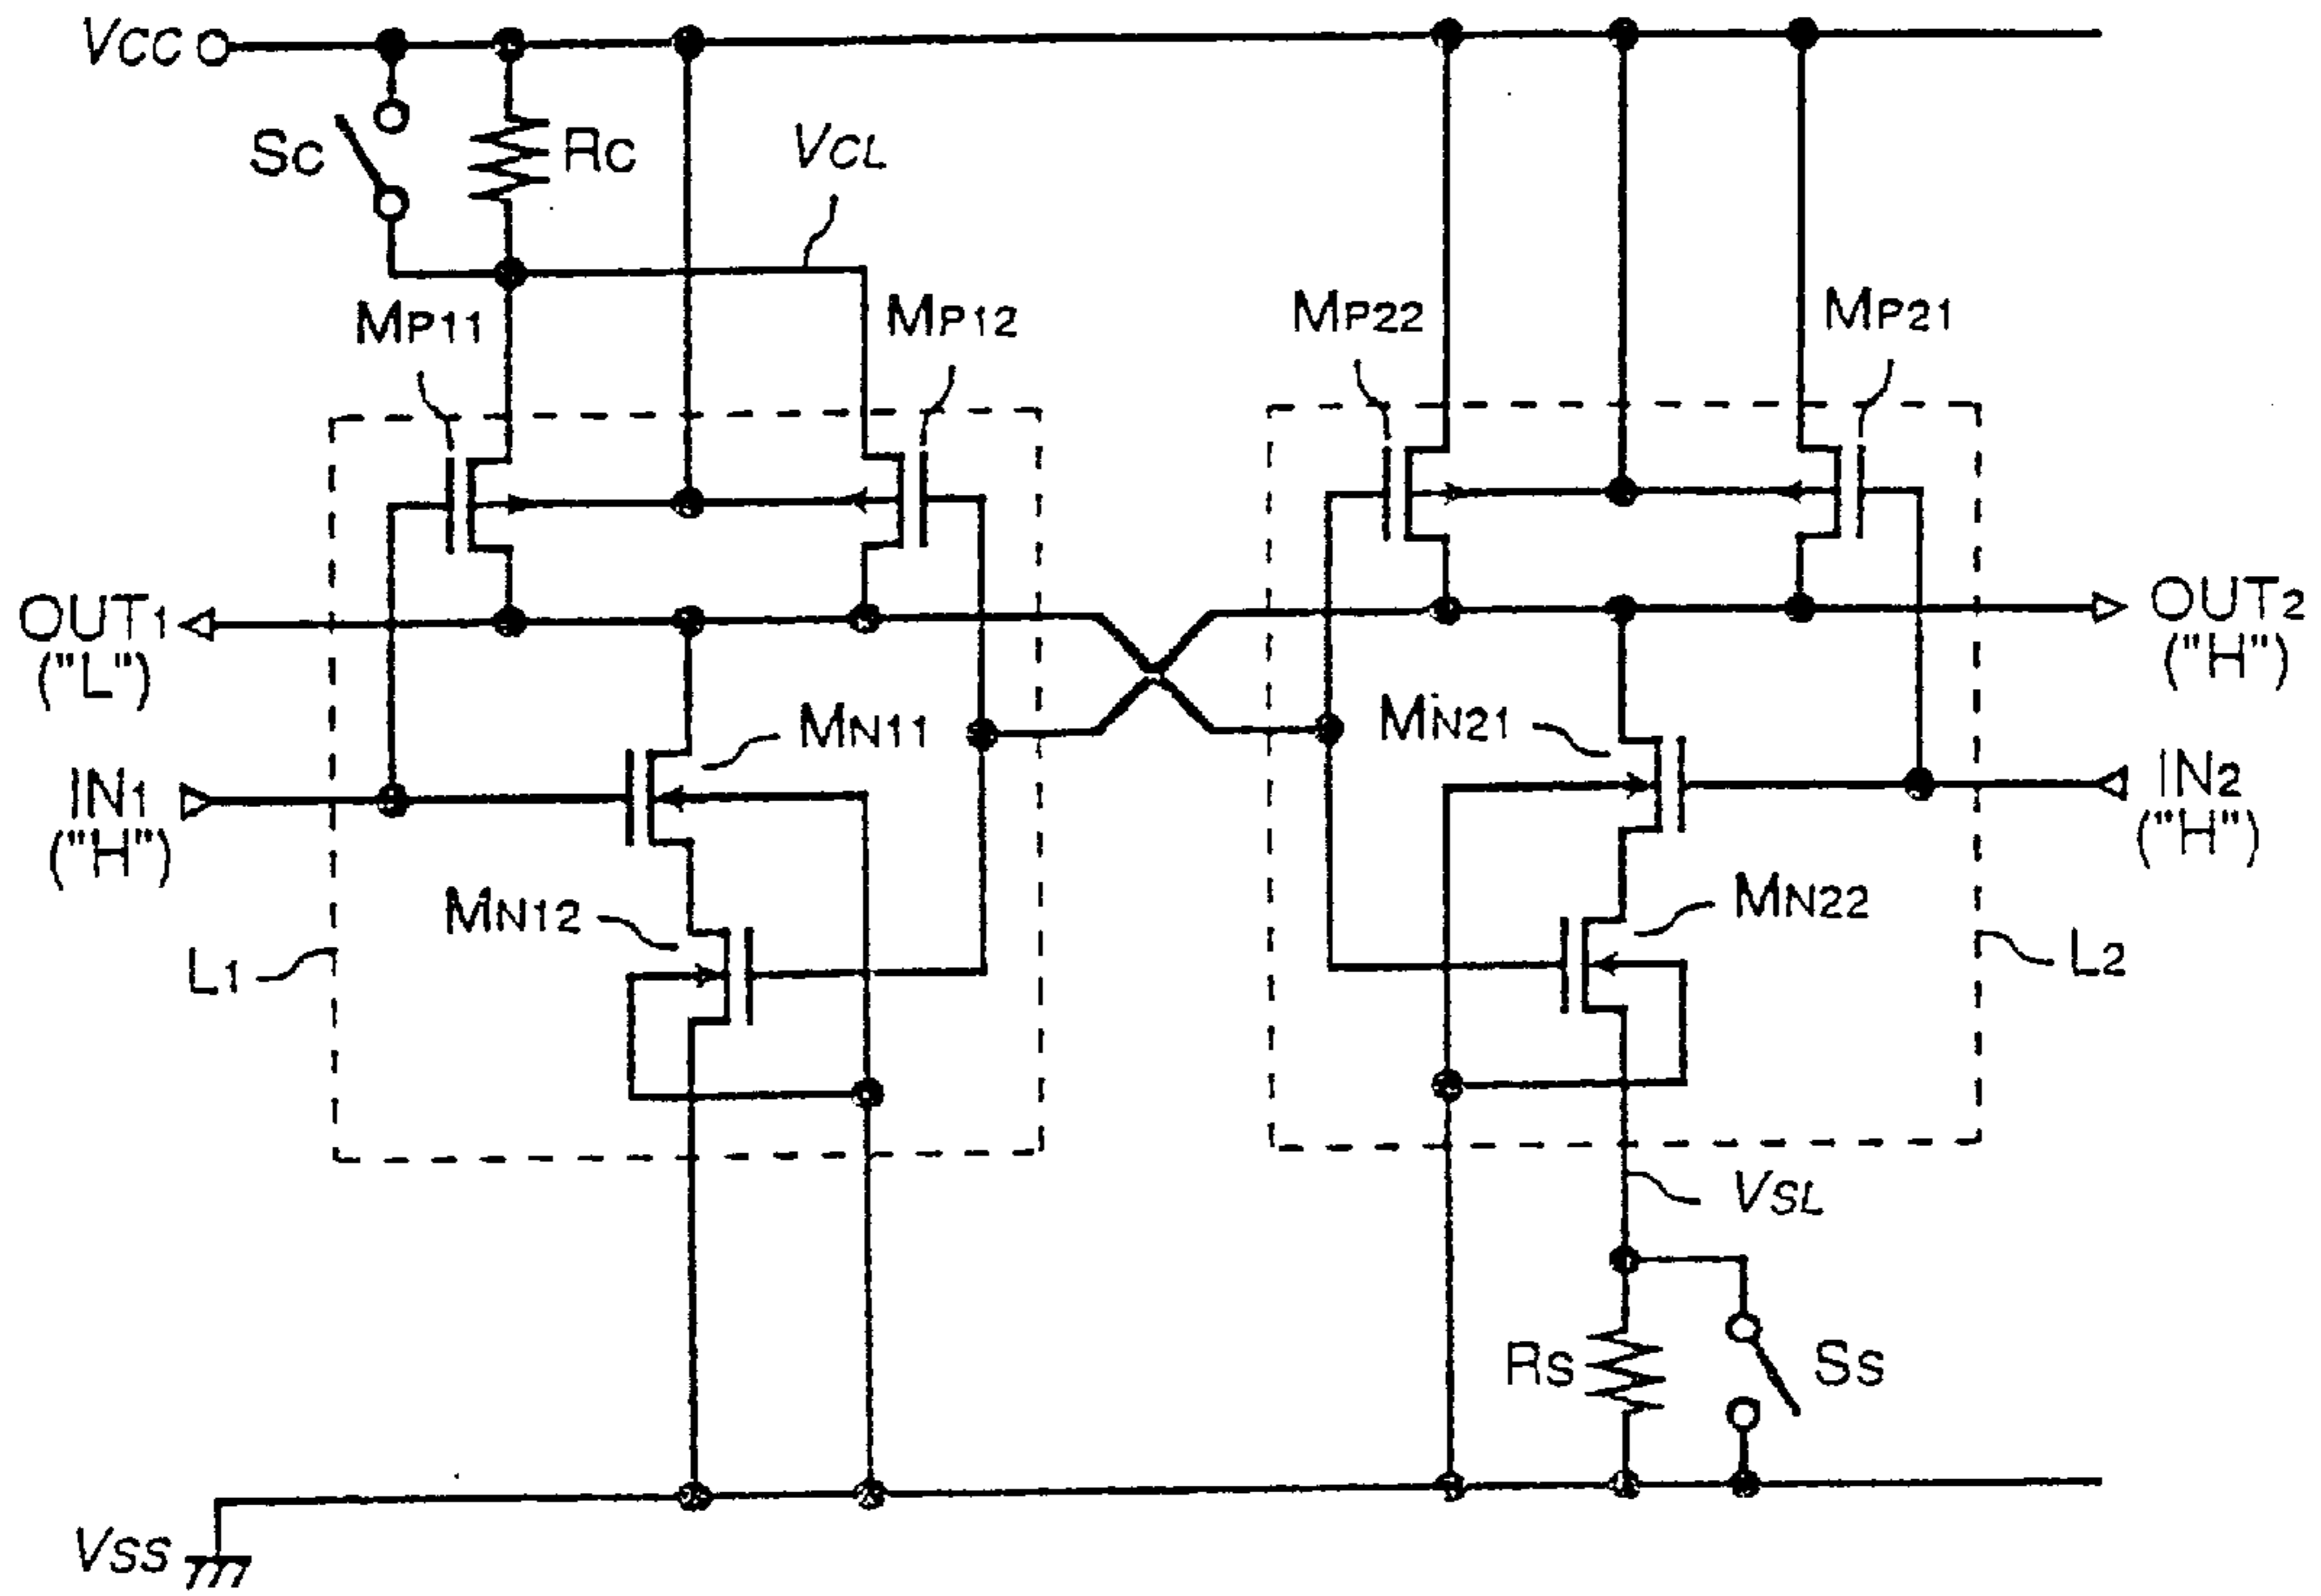 VCC
SC
RC
VCL
MP11
MP12
MP22
MP21
OUT1
("L")
OUT2
("H")
MN11
MN21
IN1
("H")
IN2
("H")
MN12
MN22
L1
L2
VSL
RS
SS
VSS